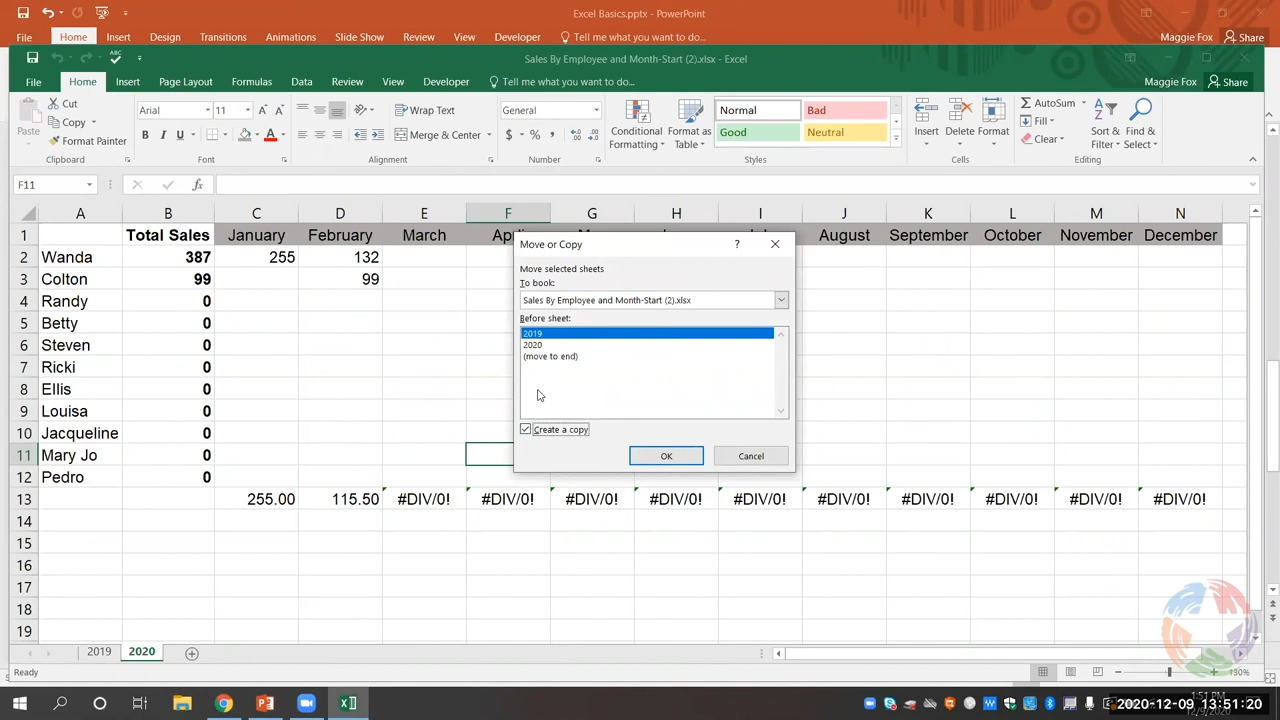 Excel Basics.pptx - PowerPoint
File Home Insert Design Transitions Animations Slide Show Review View Developer Tell me what you want to do... Maggie Fox Share
Sales By Employee and Month-Start (2).xlsx - Excel
File Home Insert Page Layout Formulas Data Review View Developer Tell me what you want to do... Maggie Fox Share
Paste Cut Copy Format Painter
Arial 11 B I U
Wrap Text Merge & Center
General $ %
Conditional Formatting Format as Table
Normal Bad Good Neutral
Insert Delete Format
AutoSum Fill Clear Sort & Filter Find & Select
Clipboard Font Alignment Number Styles Cells Editing
F11 fx
A B C D E F G H I J K L M N
1 Total Sales January February March August September October November December
2 Wanda 387 255 132
3 Colton 99 99
4 Randy 0
5 Betty 0
6 Steven 0
7 Ricki 0
8 Ellis 0
9 Louisa 0
10 Jacqueline 0
11 Mary Jo 0
12 Pedro 0
13 255.00 115.50 #DIV/0! #DIV/0! #DIV/0! #DIV/0! #DIV/0! #DIV/0! #DIV/0! #DIV/0! #DIV/0! #DIV/0!
14
15
16
17
18
19
Move or Copy ?
Move selected sheets
To book:
Sales By Employee and Month-Start (2).xlsx
Before sheet:
2019
2020
(move to end)
Create a copy
OK Cancel
2019 2020
Ready 130%
2020-12-09 13:51:20